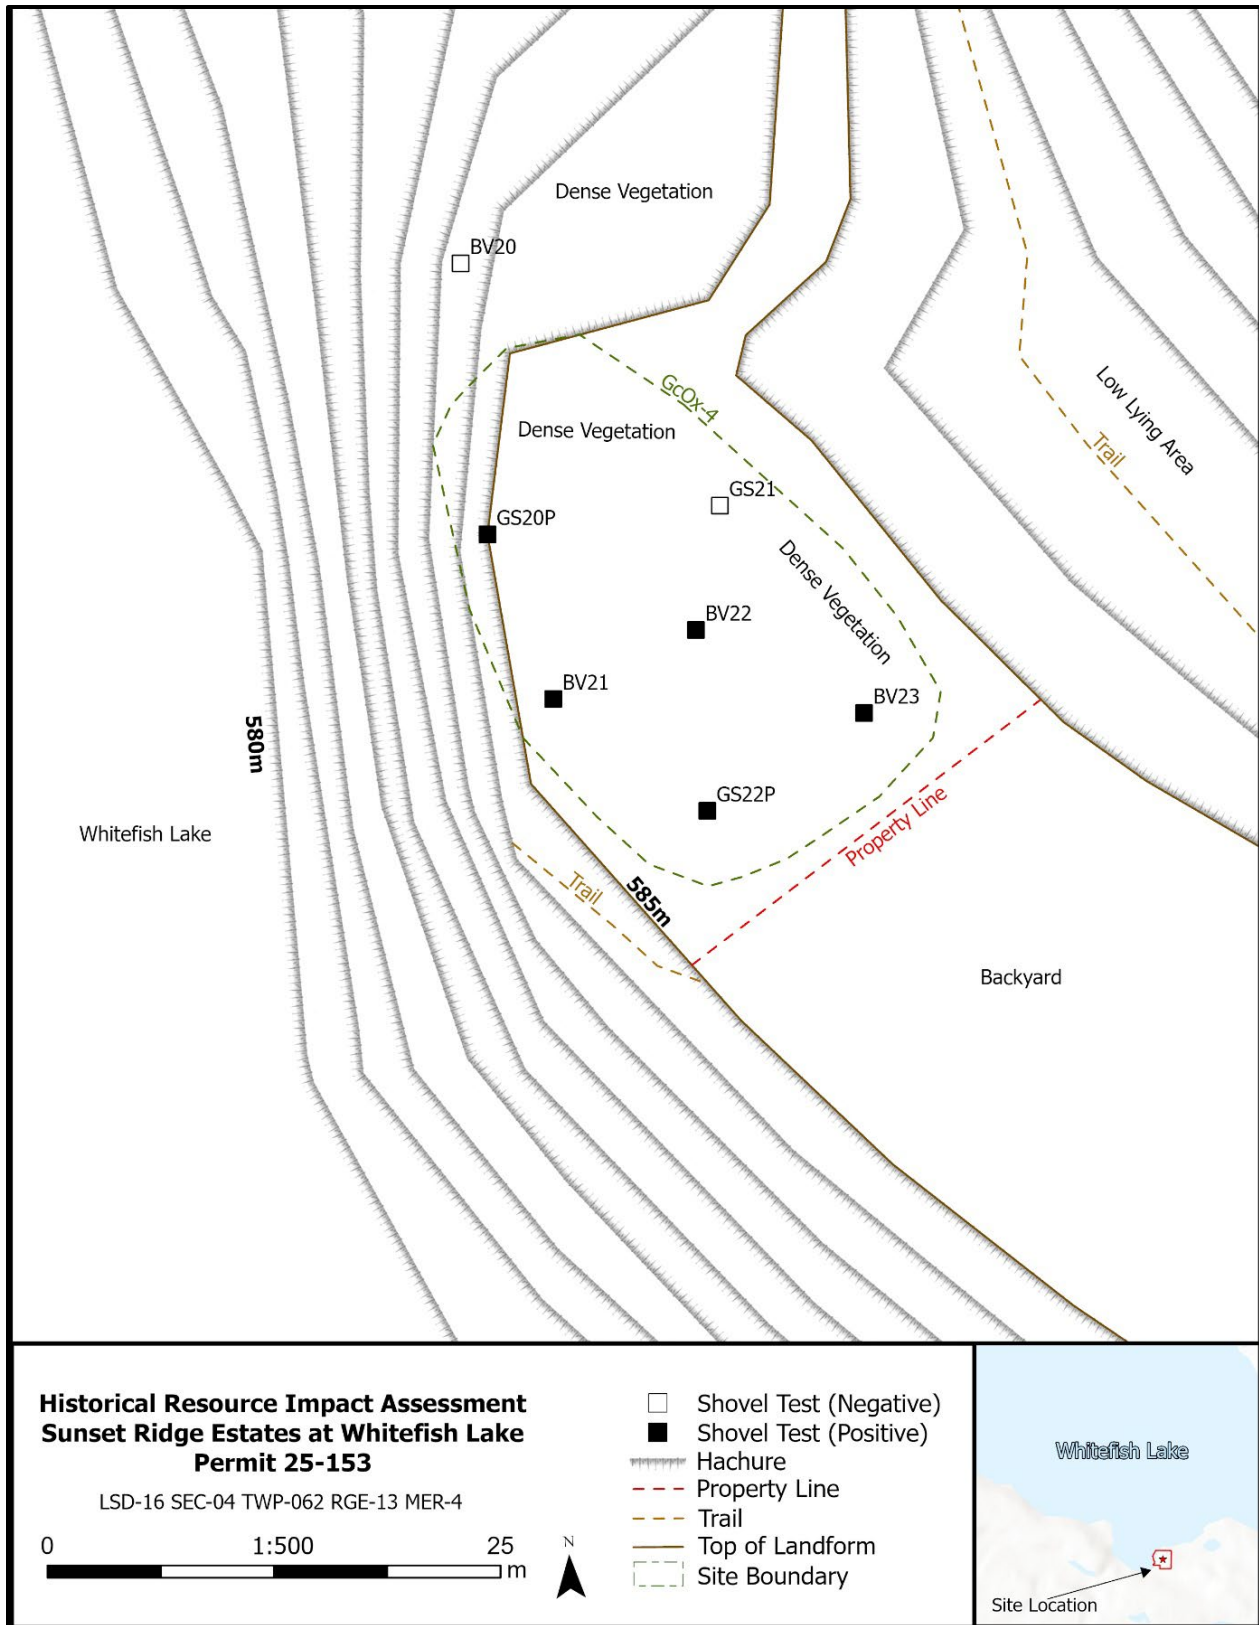 Dense Vegetation
BV20
GcOx-4
Dense Vegetation
Low Lying Area
Trail
GS21
GS20P
Dense Vegetation
BV22
BV21
BV23
580m
GS22P
Property Line
Whitefish Lake
Trail
585m
Backyard
Historical Resource Impact Assessment
Sunset Ridge Estates at Whitefish Lake
Permit 25-153
LSD-16 SEC-04 TWP-062 RGE-13 MER-4
0 1:500 25
m
N
Shovel Test (Negative)
Shovel Test (Positive)
Hachure
Property Line
Trail
Top of Landform
Site Boundary
Whitefish Lake
Site Location